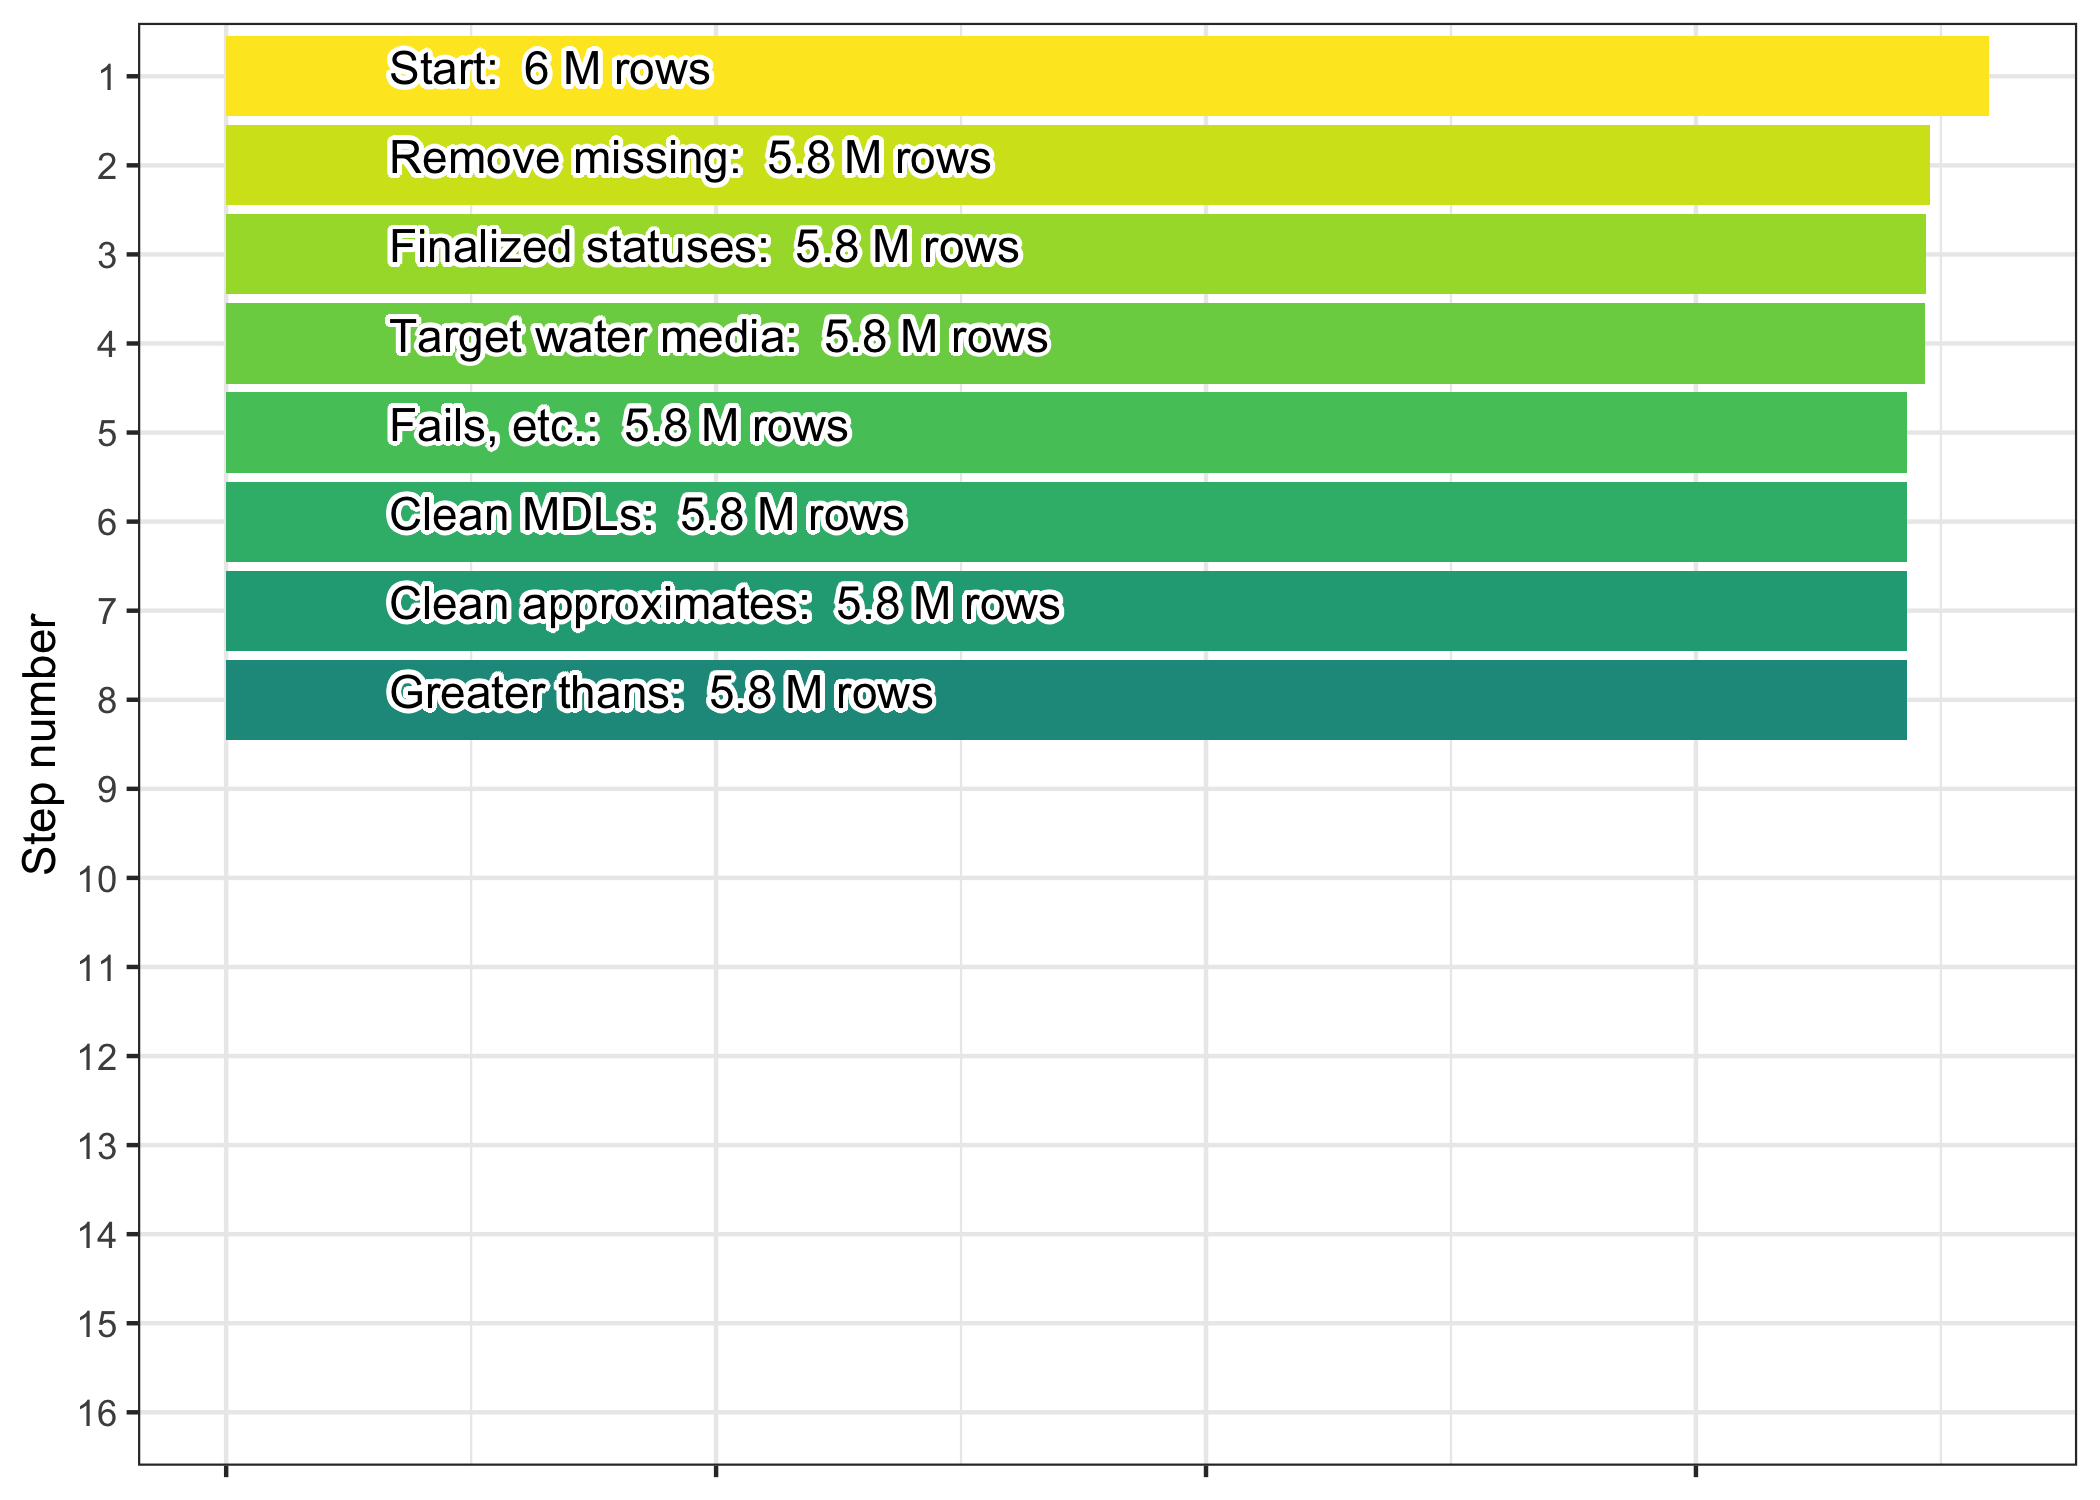 1
Start:  6 M rows
2
Remove missing:  5.8 M rows
3
Finalized statuses:  5.8 M rows
4
Target water media:  5.8 M rows
5
Fails, etc.:  5.8 M rows
6
Clean MDLs:  5.8 M rows
7
Clean approximates:  5.8 M rows
8
Greater thans:  5.8 M rows
Step number
9
10
11
12
13
14
15
16